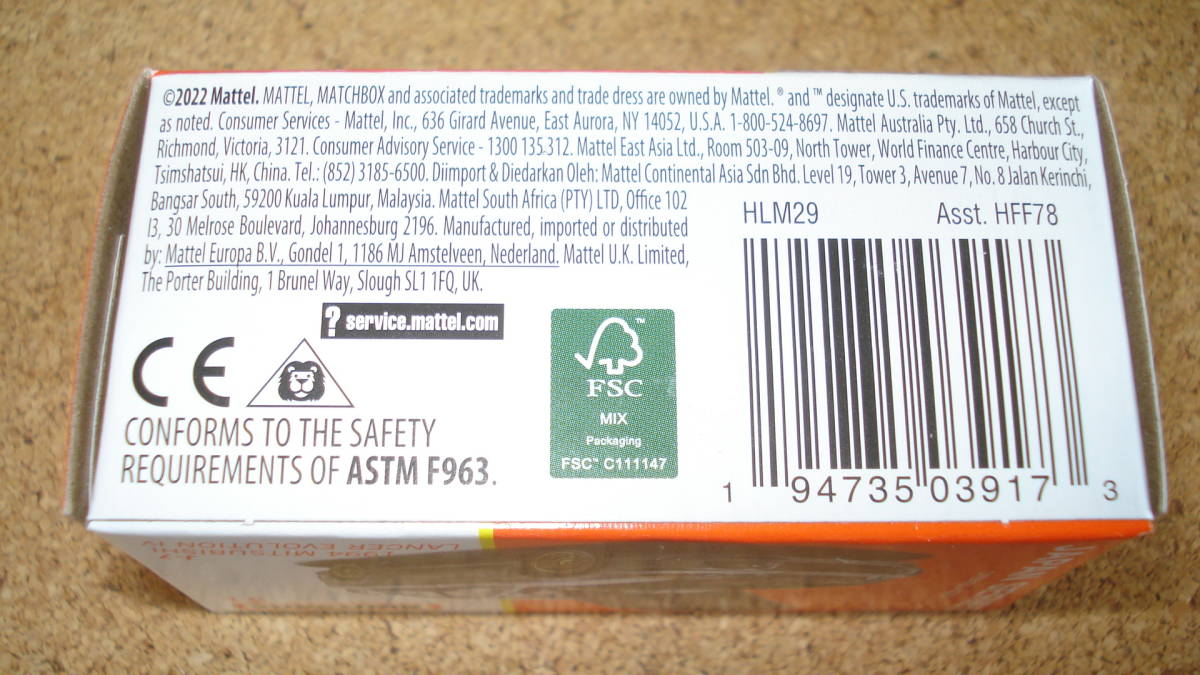 ©2022 Mattel. MATTEL, MATCHBOX and associated trademarks and trade dress are owned by Mattel. ® and ™ designate U.S. trademarks of Mattel, except
as noted. Consumer Services - Mattel, Inc., 636 Girard Avenue, East Aurora, NY 14052, U.S.A. 1-800-524-8697. Mattel Australia Pty. Ltd., 658 Church St.,
Richmond, Victoria, 3121. Consumer Advisory Service - 1300 135.312. Mattel East Asia Ltd., Room 503-09, North Tower, World Finance Centre, Harbour City,
Tsimshatsui, HK, China. Tel.: (852) 3185-6500. Diimport & Diedarkan Oleh: Mattel Continental Asia Sdn Bhd. Level 19, Tower 3, Avenue 7, No. 8 Jalan Kerinchi,
Bangsar South, 59200 Kuala Lumpur, Malaysia. Mattel South Africa (PTY) LTD, Office 102
I3, 30 Melrose Boulevard, Johannesburg 2196. Manufactured, imported or distributed
by: Mattel Europa B.V., Gondel 1, 1186 MJ Amstelveen, Nederland. Mattel U.K. Limited,
The Porter Building, 1 Brunel Way, Slough SL1 1FQ, UK.
HLM29 Asst. HFF78
? service.mattel.com
CE
CONFORMS TO THE SAFETY
REQUIREMENTS OF ASTM F963.
™
FSC
MIX
Packaging
FSC™ C111147
1 94735 03917 3
1994 MITSUBISHI
LANCER EVOLUTION IV